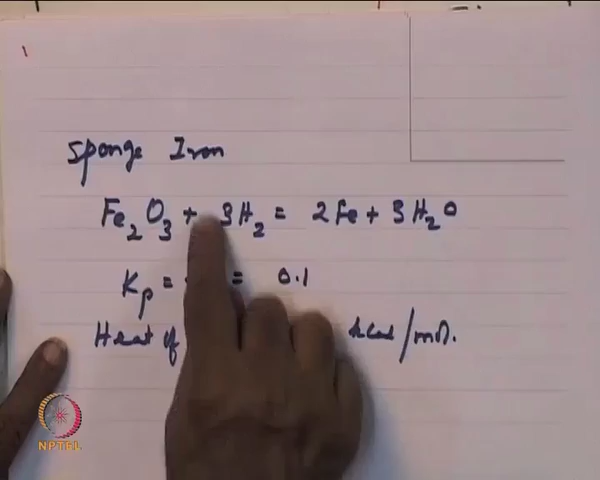 Sponge Iron
Fe₂O₃ + 3H₂ = 2Fe + 3H₂O
Kp = = 0.1
Heat of kcal/mol.
NPTEL